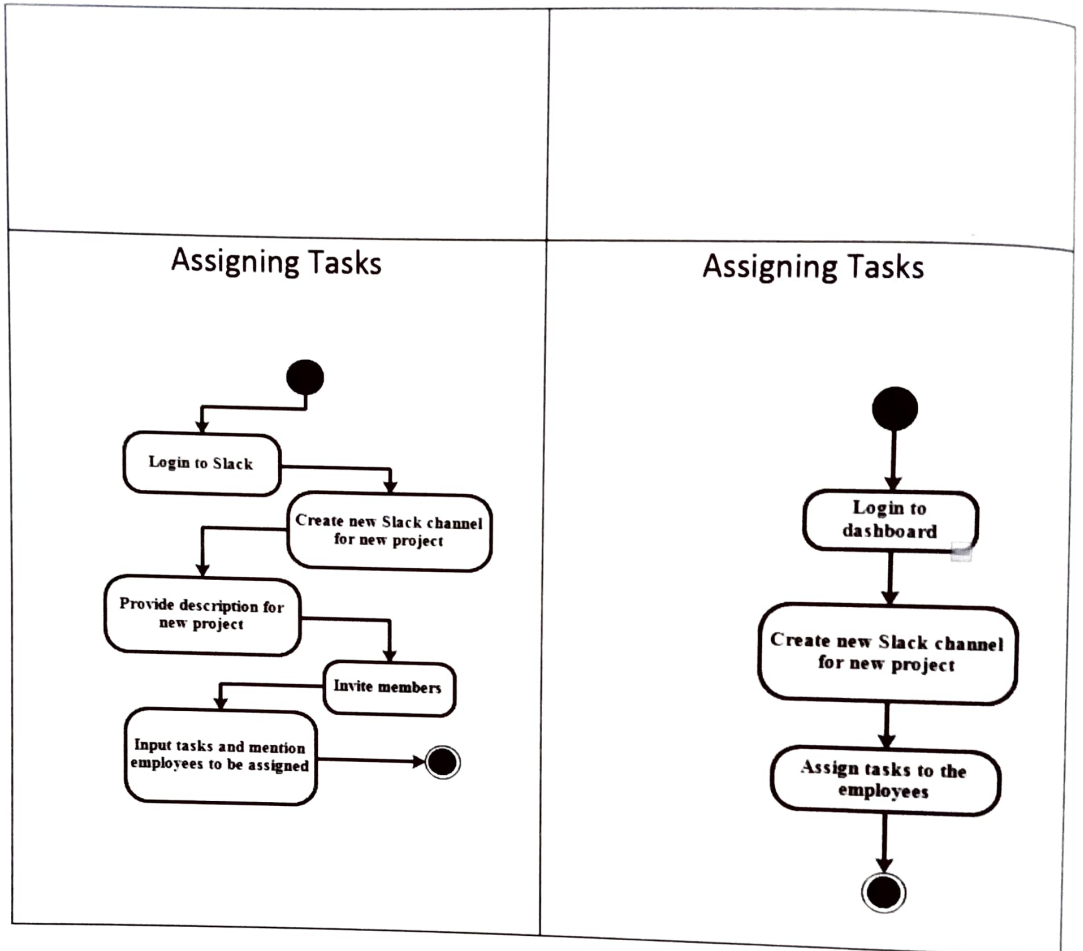 Assigning Tasks
Login to Slack
Create new Slack channel
for new project
Provide description for
new project
Invite members
Input tasks and mention
employees to be assigned
Assigning Tasks
Login to
dashboard
Create new Slack channel
for new project
Assign tasks to the
employees